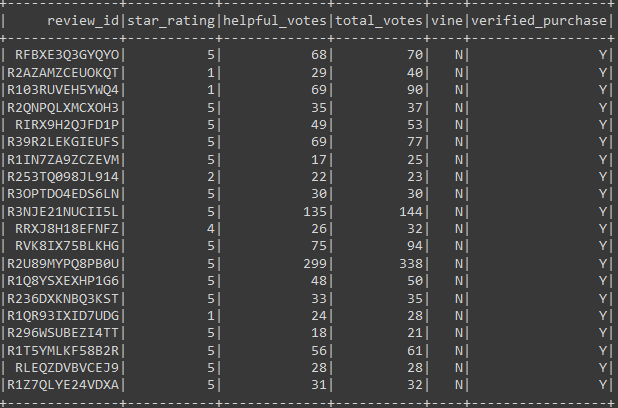 +--------------+-----------+-------------+-----------+----+-----------------+
|     review_id|star_rating|helpful_votes|total_votes|vine|verified_purchase|
+--------------+-----------+-------------+-----------+----+-----------------+
| RFBXE3Q3GYQYO|          5|           68|         70|   N|                Y|
|R2AZAMZCEUOKQT|          1|           29|         40|   N|                Y|
|R103RUVEH5YWQ4|          1|           69|         90|   N|                Y|
|R2QNPQLXMCXOH3|          5|           35|         37|   N|                Y|
| RIRX9H2QJFD1P|          5|           49|         53|   N|                Y|
|R39R2LEKGIEUFS|          5|           69|         77|   N|                Y|
|R1IN7ZA9ZCZEVM|          5|           17|         25|   N|                Y|
|R253TQ098JL914|          2|           22|         23|   N|                Y|
|R3OPTDO4EDS6LN|          5|           30|         30|   N|                Y|
|R3NJE21NUCII5L|          5|          135|        144|   N|                Y|
| RRXJ8H18EFNFZ|          4|           26|         32|   N|                Y|
| RVK8IX75BLKHG|          5|           75|         94|   N|                Y|
|R2U89MYPQ8PB0U|          5|          299|        338|   N|                Y|
|R1Q8YSXEXHP1G6|          5|           48|         50|   N|                Y|
|R236DXKNBQ3KST|          5|           33|         35|   N|                Y|
|R1QR93IXID7UDG|          1|           24|         28|   N|                Y|
|R296WSUBEZI4TT|          5|           18|         21|   N|                Y|
|R1T5YMLKF58B2R|          5|           56|         61|   N|                Y|
| RLEQZDVBVCEJ9|          5|           28|         28|   N|                Y|
|R1Z7QLYE24VDXA|          5|           31|         32|   N|                Y|
+--------------+-----------+-------------+-----------+----+-----------------+